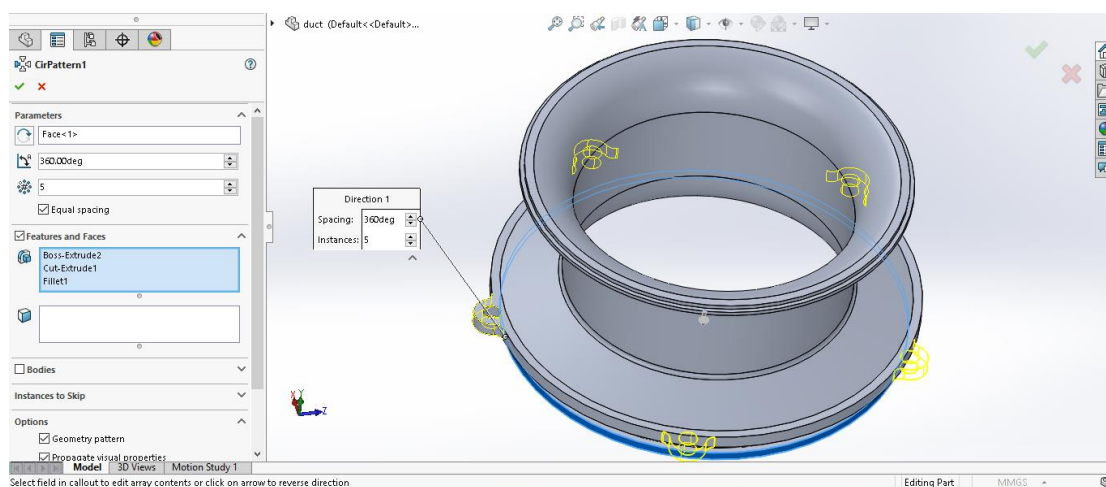 duct (Default<<Default>...
CirPattern1
Parameters
Face<1>
360.00deg
5
Equal spacing
Features and Faces
Boss-Extrude2
Cut-Extrude1
Fillet1
Bodies
Instances to Skip
Options
Geometry pattern
Propagate visual properties
Direction 1
Spacing: 360deg
Instances: 5
X Y
Z
Model 3D Views Motion Study 1
Select field in callout to edit array contents or click on arrow to reverse direction
Editing Part MMGS